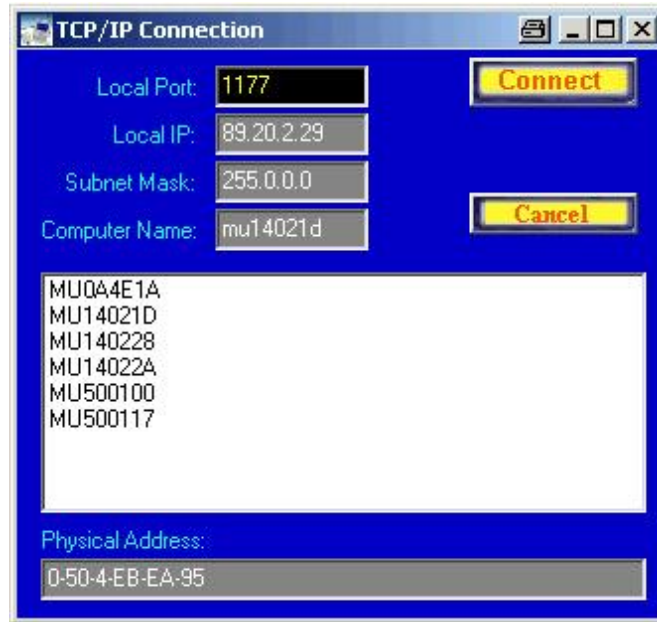 TCP/IP Connection
Local Port: 1177
Connect
Local IP: 89.20.2.29
Subnet Mask: 255.0.0.0
Cancel
Computer Name: mu14021d
MU0A4E1A
MU14021D
MU140228
MU14022A
MU500100
MU500117
Physical Address:
0-50-4-EB-EA-95